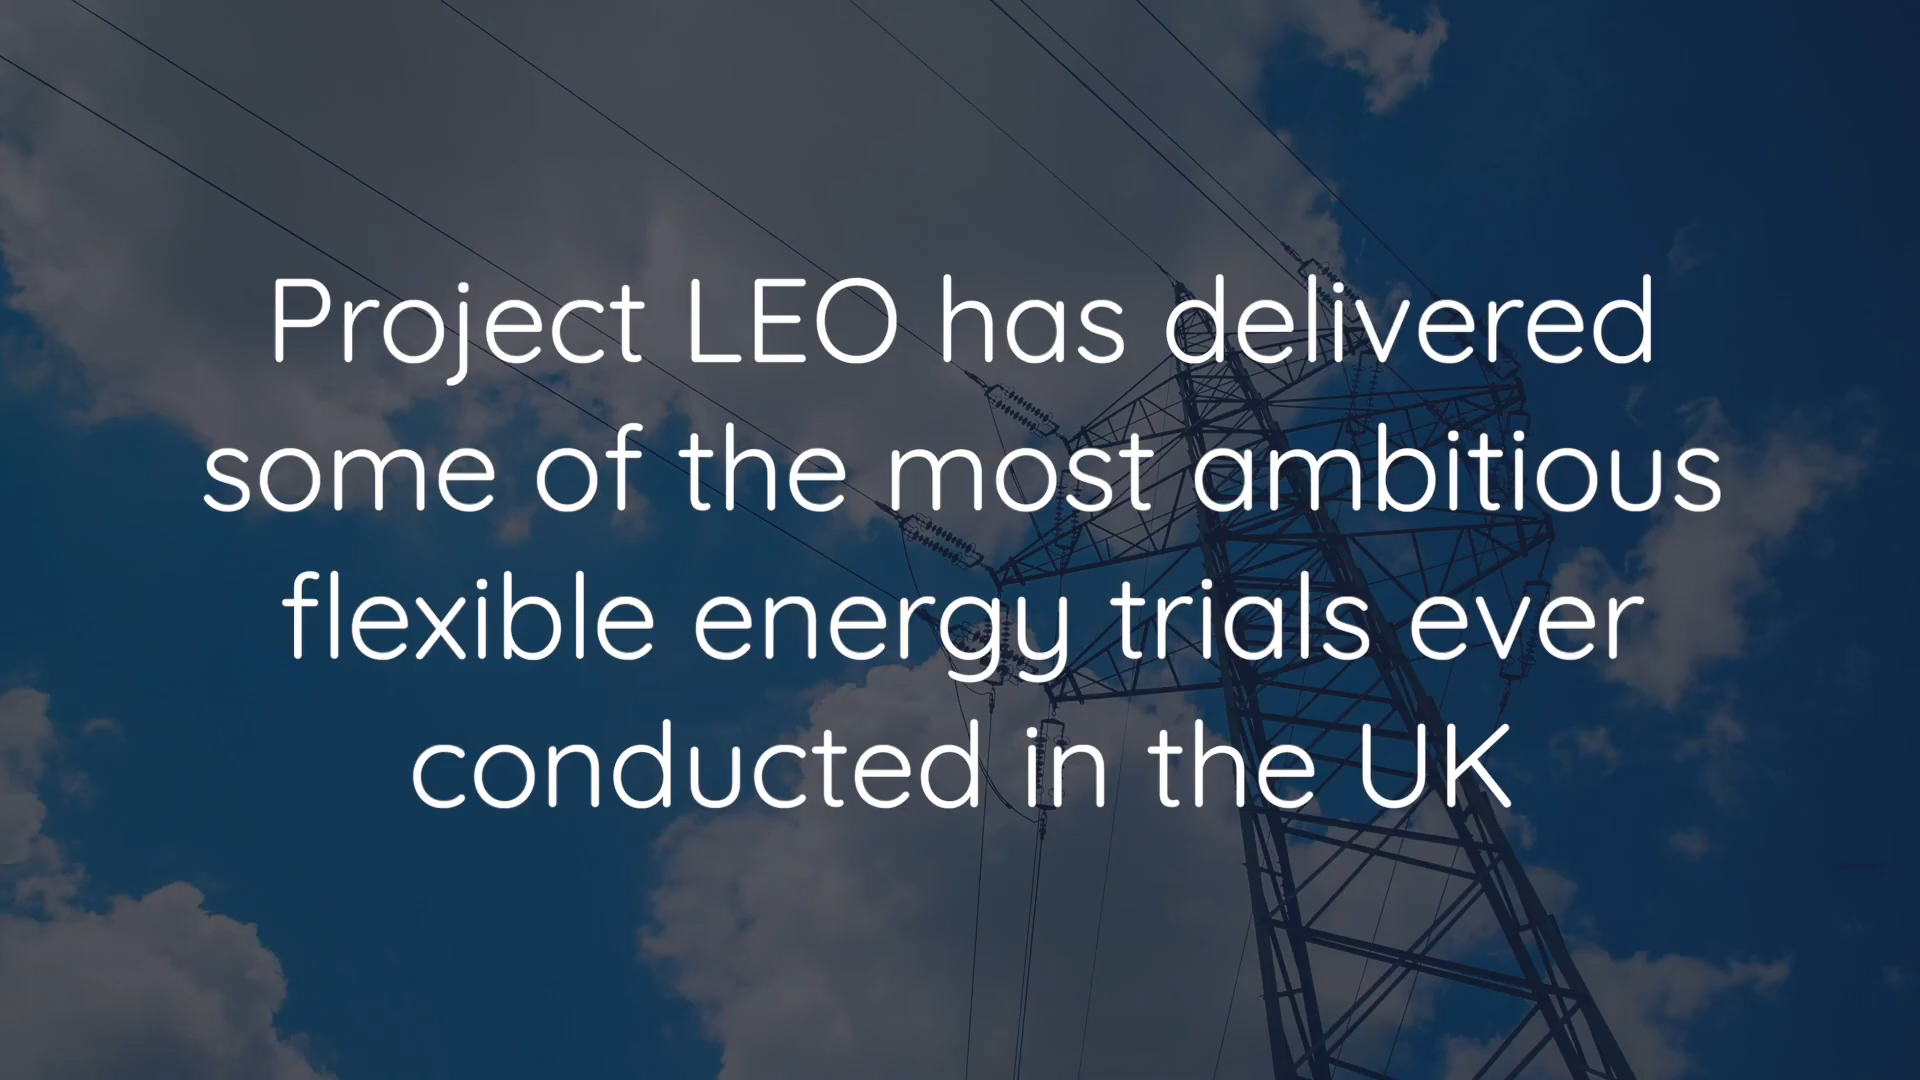 Project LEO has delivered
some of the most ambitious
flexible energy trials ever
conducted in the UK